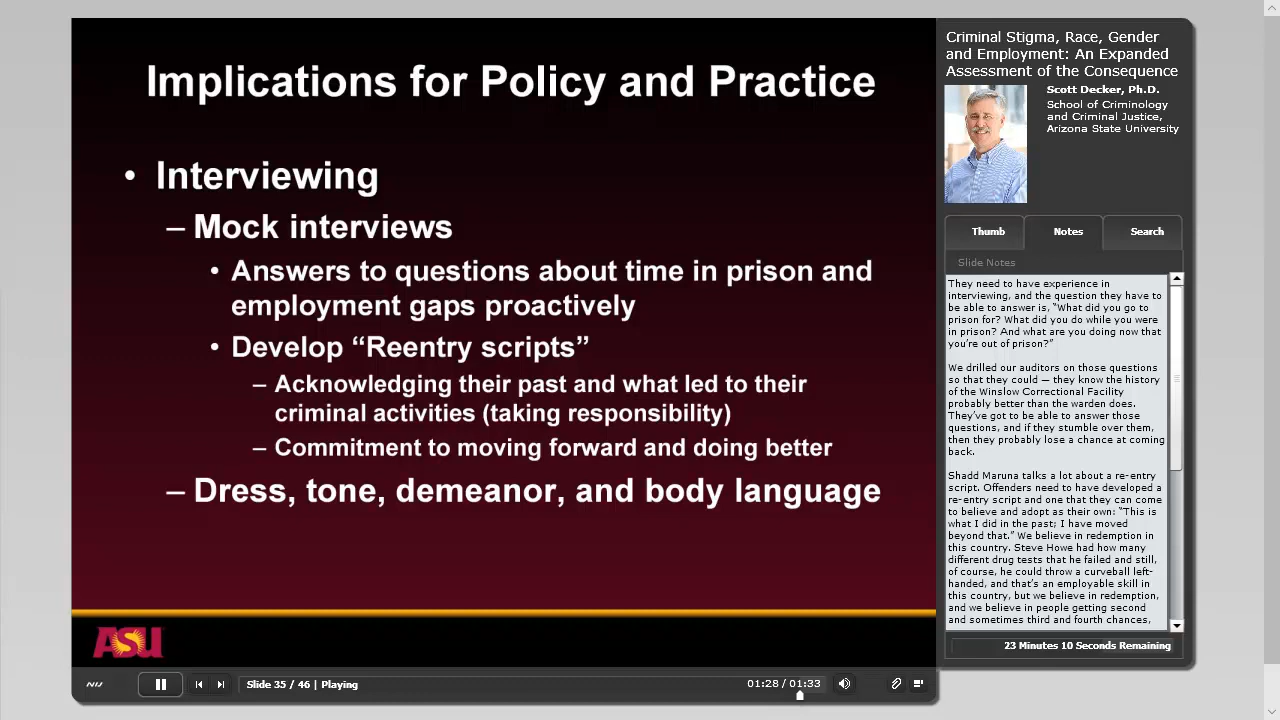 Implications for Policy and Practice
• Interviewing
– Mock interviews
• Answers to questions about time in prison and
employment gaps proactively
• Develop “Reentry scripts”
– Acknowledging their past and what led to their
criminal activities (taking responsibility)
– Commitment to moving forward and doing better
– Dress, tone, demeanor, and body language
ASU
Slide 35 / 46 | Playing
01:28 / 01:33
Criminal Stigma, Race, Gender
and Employment: An Expanded
Assessment of the Consequence
Scott Decker, Ph.D.
School of Criminology
and Criminal Justice,
Arizona State University
Thumb
Notes
Search
Slide Notes
They need to have experience in
interviewing, and the question they have to
be able to answer is, “What did you go to
prison for? What did you do while you were
in prison? And what are you doing now that
you’re out of prison?”
We drilled our auditors on those questions
so that they could — they know the history
of the Winslow Correctional Facility
probably better than the warden does.
They’ve got to be able to answer those
questions, and if they stumble over them,
then they probably lose a chance at coming
back.
Shadd Maruna talks a lot about a re-entry
script. Offenders need to have developed a
re-entry script and one that they can come
to believe and adopt as their own: “This is
what I did in the past; I have moved
beyond that.” We believe in redemption in
this country. Steve Howe had how many
different drug tests that he failed and still,
of course, he could throw a curveball left-
handed, and that’s an employable skill in
this country, but we believe in redemption,
and we believe in people getting second
and sometimes third and fourth chances,
23 Minutes 10 Seconds Remaining